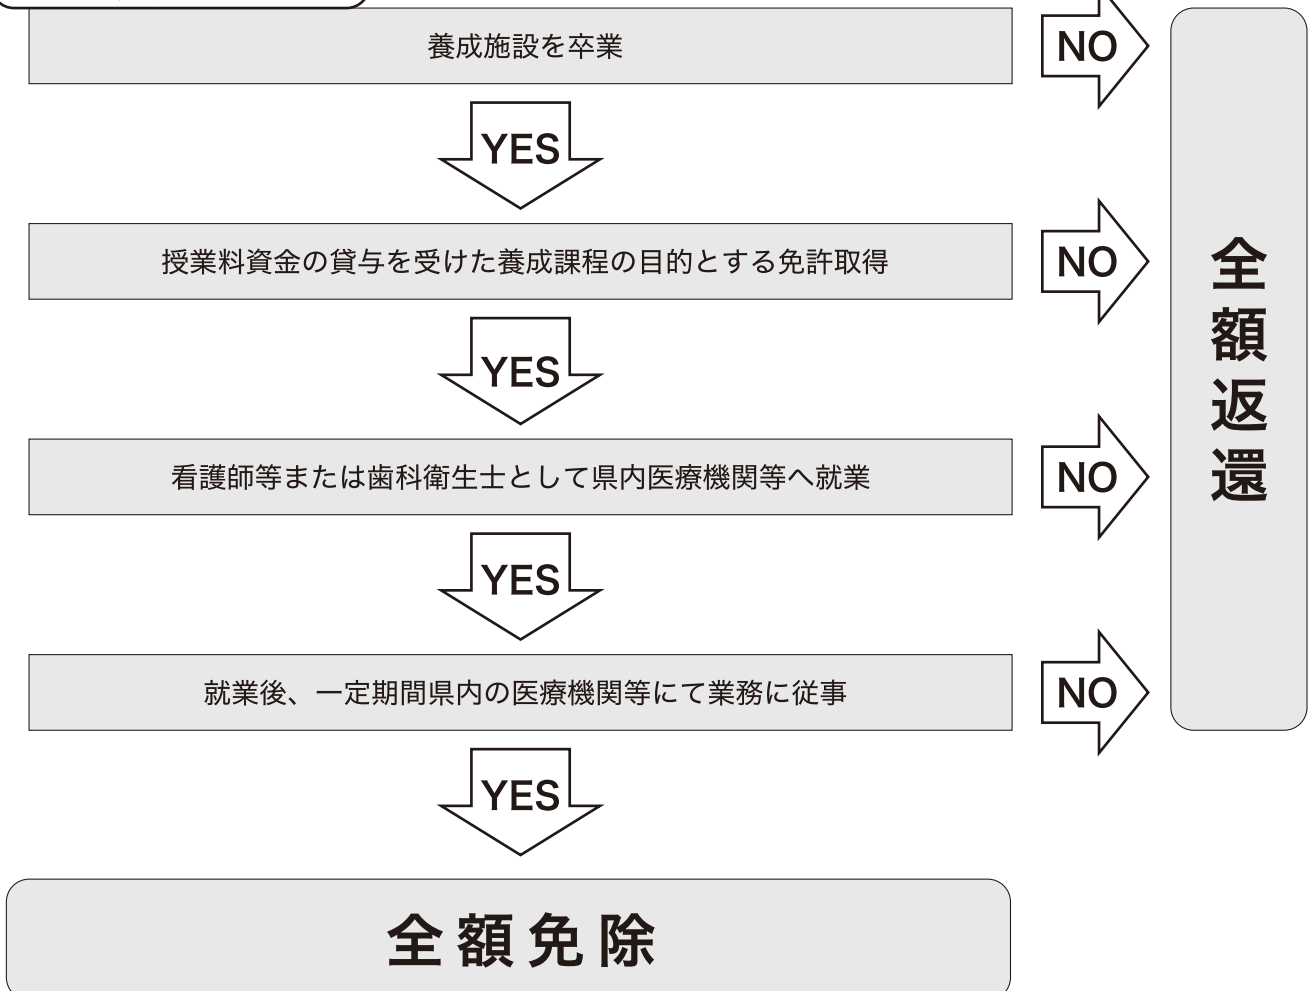 養成施設を卒業
NO
YES
授業料資金の貸与を受けた養成課程の目的とする免許取得
NO
YES
看護師等または歯科衛生士として県内医療機関等へ就業
NO
YES
就業後、一定期間県内の医療機関等にて業務に従事
NO
YES
全額返還
全額免除